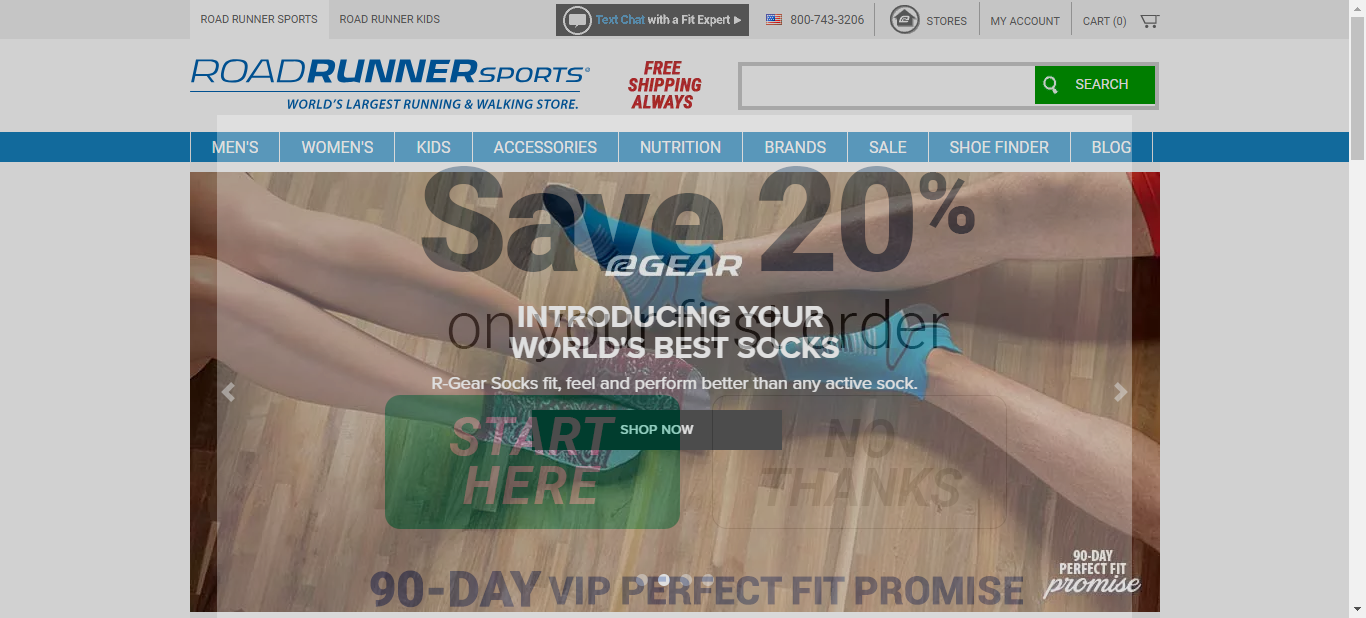 ROAD RUNNER SPORTS
ROAD RUNNER KIDS
Text Chat with a Fit Expert
800-743-3206
STORES
MY ACCOUNT
CART (0)
ROADRUNNERSPORTS®
WORLD'S LARGEST RUNNING & WALKING STORE.
FREE
SHIPPING
ALWAYS
SEARCH
MEN'S
WOMEN'S
KIDS
ACCESSORIES
NUTRITION
BRANDS
SALE
SHOE FINDER
BLOG
Save 20%
on your first order
START
HERE
NO
THANKS
90-DAY VIP PERFECT FIT PROMISE
RGEAR
INTRODUCING YOUR
WORLD'S BEST SOCKS
R-Gear Socks fit, feel and perform better than any active sock.
SHOP NOW
90-DAY
PERFECT FIT
promise